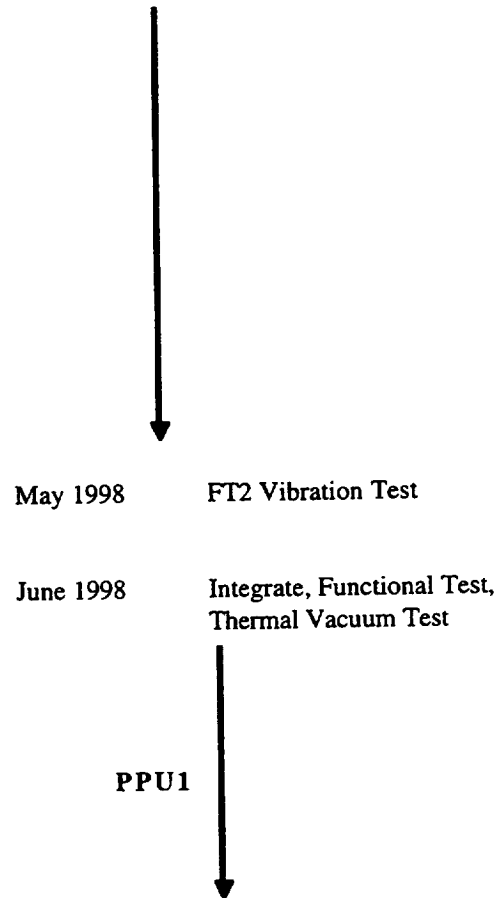 May 1998 FT2 Vibration Test
June 1998 Integrate, Functional Test,
Thermal Vacuum Test
PPU1